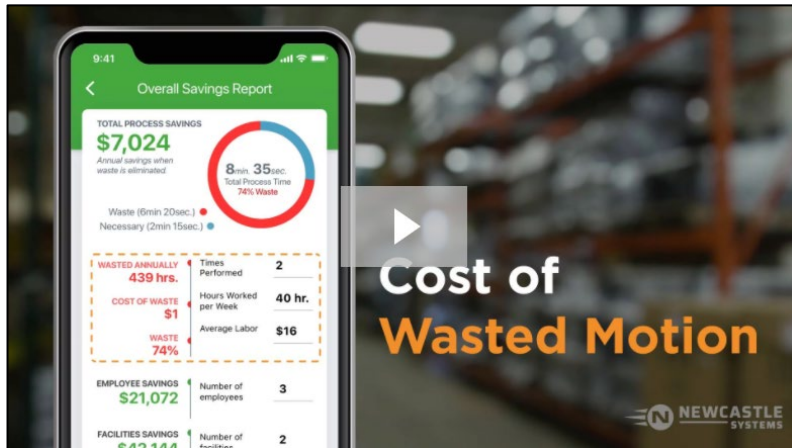 9:41
Overall Savings Report
TOTAL PROCESS SAVINGS
$7,024
Annual savings when
waste is eliminated.
8min. 35sec.
Total Process Time
74% Waste
Waste (6min 20sec.)
Necessary (2min 15sec.)
WASTED ANNUALLY
439 hrs.
Times
Performed
2
COST OF WASTE
$1
Hours Worked
per Week
40 hr.
WASTE
74%
Average Labor
$16
EMPLOYEE SAVINGS
$21,072
Number of
employees
3
FACILITIES SAVINGS
$42,144
Number of
facilities
2
Cost of
Wasted Motion
N NEWCASTLE
SYSTEMS